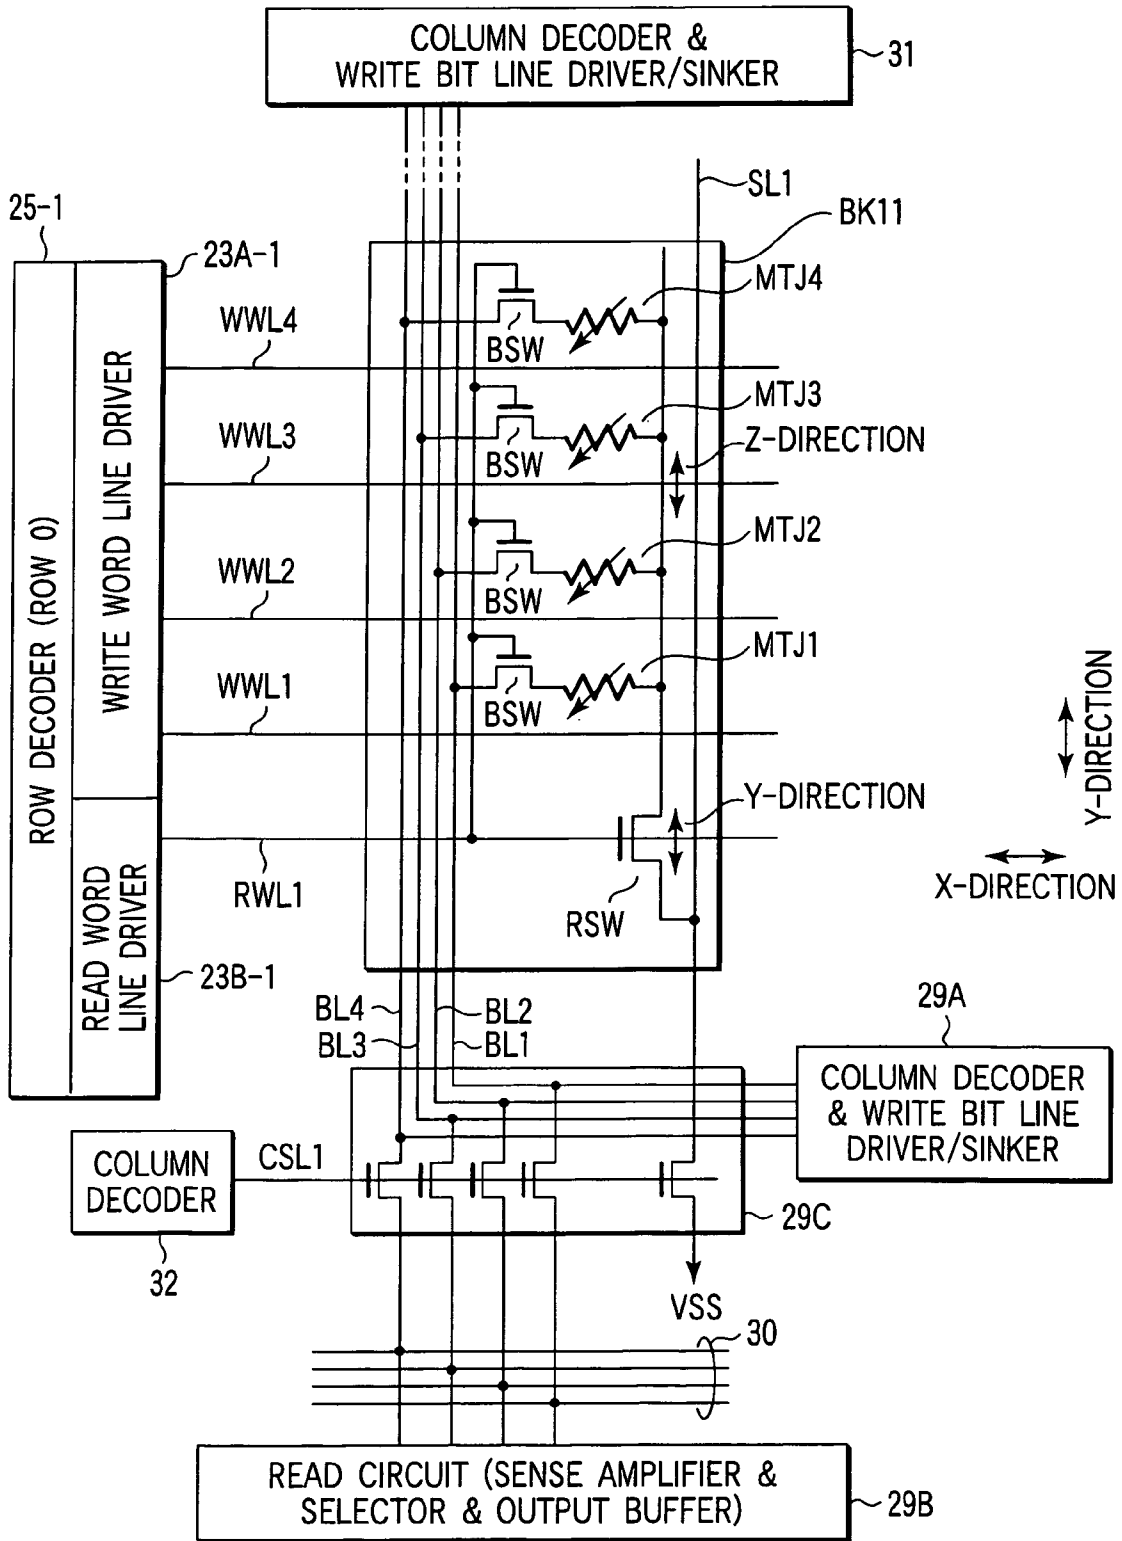 COLUMN DECODER &
WRITE BIT LINE DRIVER/SINKER
31
SL1
25-1
BK11
23A-1
MTJ4
WWL4
BSW
MTJ3
WWL3
Z-DIRECTION
BSW
MTJ2
WWL2
BSW
MTJ1
WWL1
BSW
ROW DECODER (ROW 0)
WRITE WORD LINE DRIVER
READ WORD
LINE DRIVER
Y-DIRECTION
Y-DIRECTION
X-DIRECTION
RWL1
RSW
23B-1
29A
BL4
BL2
BL3
BL1
COLUMN DECODER
& WRITE BIT LINE
DRIVER/SINKER
COLUMN
DECODER
CSL1
29C
32
VSS
30
READ CIRCUIT (SENSE AMPLIFIER &
SELECTOR & OUTPUT BUFFER)
29B